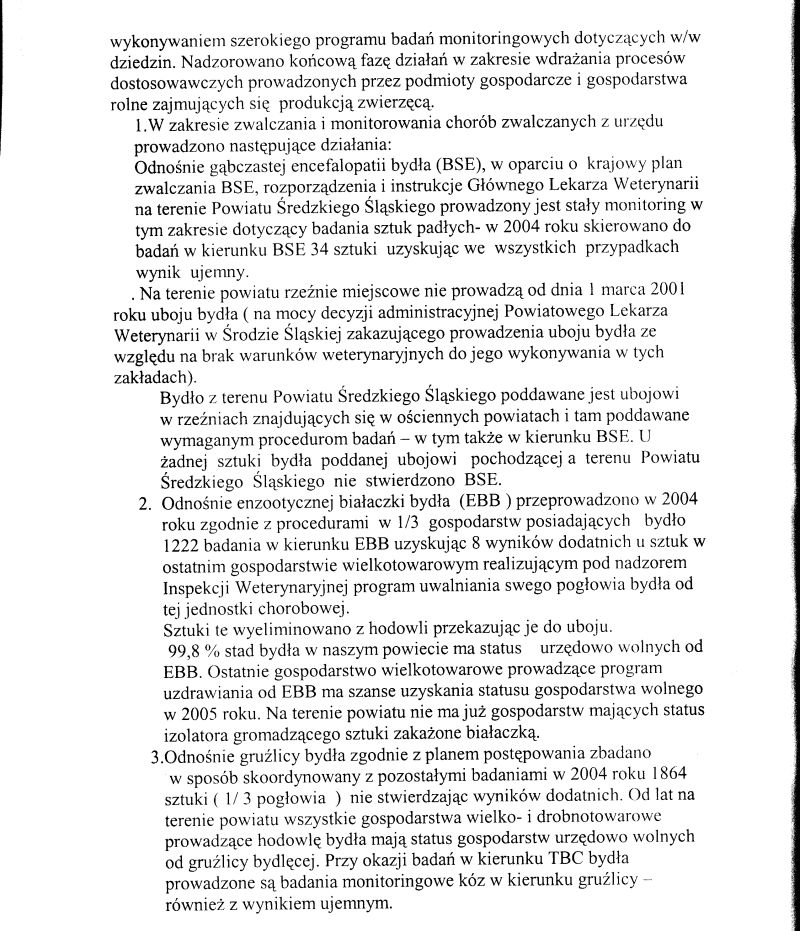 wykonywaniem szerokiego programu badań monitoringowych dotyczących w/w
dziedzin. Nadzorowano końcową fazę działań w zakresie wdrażania procesów
dostosowawczych prowadzonych przez podmioty gospodarcze i gospodarstwa
rolne zajmujących się produkcją zwierzęcą.
1.W zakresie zwalczania i monitorowania chorób zwalczanych z urzędu
prowadzono następujące działania:
Odnośnie gąbczastej encefalopatii bydła (BSE), w oparciu o krajowy plan
zwalczania BSE, rozporządzenia i instrukcje Głównego Lekarza Weterynarii
na terenie Powiatu Średzkiego Śląskiego prowadzony jest stały monitoring w
tym zakresie dotyczący badania sztuk padłych- w 2004 roku skierowano do
badań w kierunku BSE 34 sztuki uzyskując we wszystkich przypadkach
wynik ujemny.
. Na terenie powiatu rzeźnie miejscowe nie prowadzą od dnia 1 marca 2001
roku uboju bydła ( na mocy decyzji administracyjnej Powiatowego Lekarza
Weterynarii w Środzie Śląskiej zakazującego prowadzenia uboju bydła ze
względu na brak warunków weterynaryjnych do jego wykonywania w tych
zakładach).
Bydło z terenu Powiatu Średzkiego Śląskiego poddawane jest ubojowi
w rzeźniach znajdujących się w ościennych powiatach i tam poddawane
wymaganym procedurom badań – w tym także w kierunku BSE. U
żadnej sztuki bydła poddanej ubojowi pochodzącej a terenu Powiatu
Średzkiego Śląskiego nie stwierdzono BSE.
2. Odnośnie enzootycznej białaczki bydła (EBB ) przeprowadzono w 2004
roku zgodnie z procedurami w 1/3 gospodarstw posiadających bydło
1222 badania w kierunku EBB uzyskując 8 wyników dodatnich u sztuk w
ostatnim gospodarstwie wielkotowarowym realizującym pod nadzorem
Inspekcji Weterynaryjnej program uwalniania swego pogłowia bydła od
tej jednostki chorobowej.
Sztuki te wyeliminowano z hodowli przekazując je do uboju.
99,8 % stad bydła w naszym powiecie ma status urzędowo wolnych od
EBB. Ostatnie gospodarstwo wielkotowarowe prowadzące program
uzdrawiania od EBB ma szanse uzyskania statusu gospodarstwa wolnego
w 2005 roku. Na terenie powiatu nie ma już gospodarstw mających status
izolatora gromadzącego sztuki zakażone białaczką.
3.Odnośnie gruźlicy bydła zgodnie z planem postępowania zbadano
w sposób skoordynowany z pozostałymi badaniami w 2004 roku 1864
sztuki ( 1/ 3 pogłowia ) nie stwierdzając wyników dodatnich. Od lat na
terenie powiatu wszystkie gospodarstwa wielko- i drobnotowarowe
prowadzące hodowlę bydła mają status gospodarstw urzędowo wolnych
od gruźlicy bydlęcej. Przy okazji badań w kierunku TBC bydła
prowadzone są badania monitoringowe kóz w kierunku gruźlicy –
również z wynikiem ujemnym.